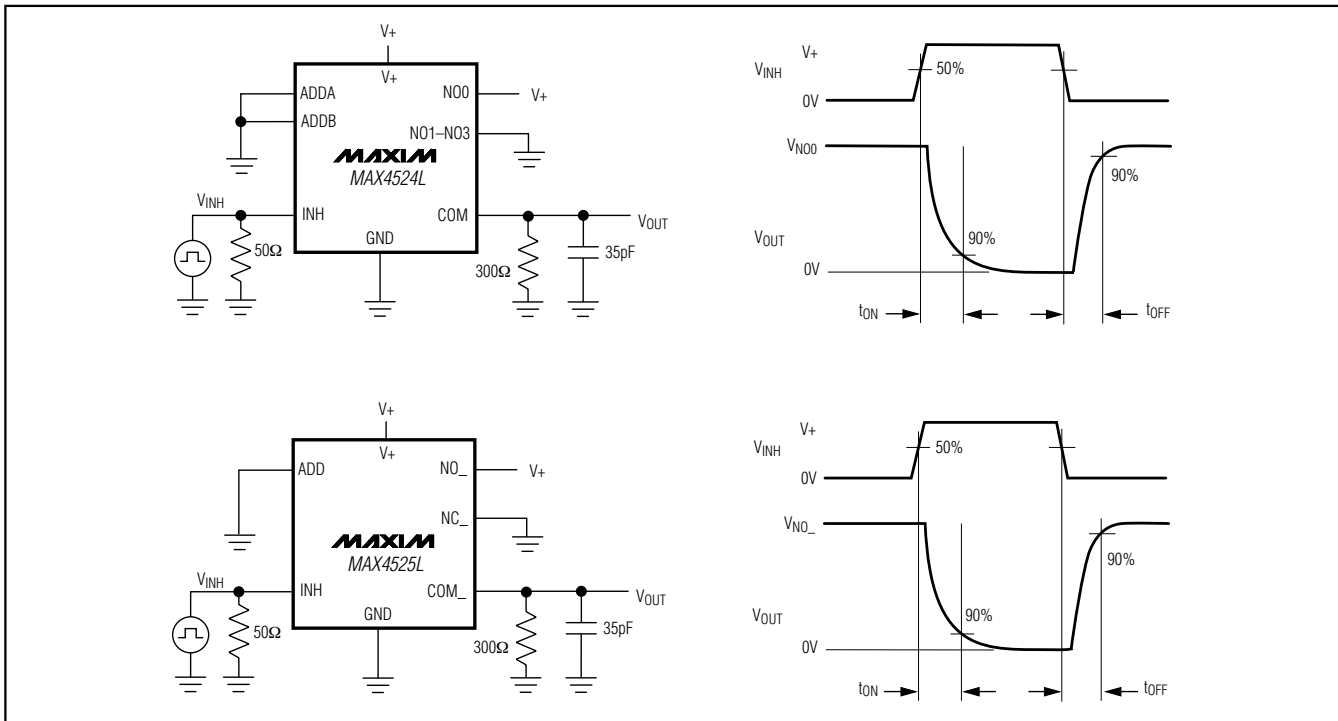 V+
V+
ADDA
NO0
V+
ADDB
NO1–NO3
MAXIM
MAX4524L
VINH
INH
COM
VOUT
GND
50Ω
300Ω
35pF
V+
VINH
50%
0V
VNO0
90%
90%
VOUT
0V
tON
tOFF
V+
V+
ADD
NO_
V+
NC_
MAXIM
MAX4525L
VINH
INH
COM_
VOUT
GND
50Ω
300Ω
35pF
V+
VINH
50%
0V
VNO_
90%
90%
VOUT
0V
tON
tOFF